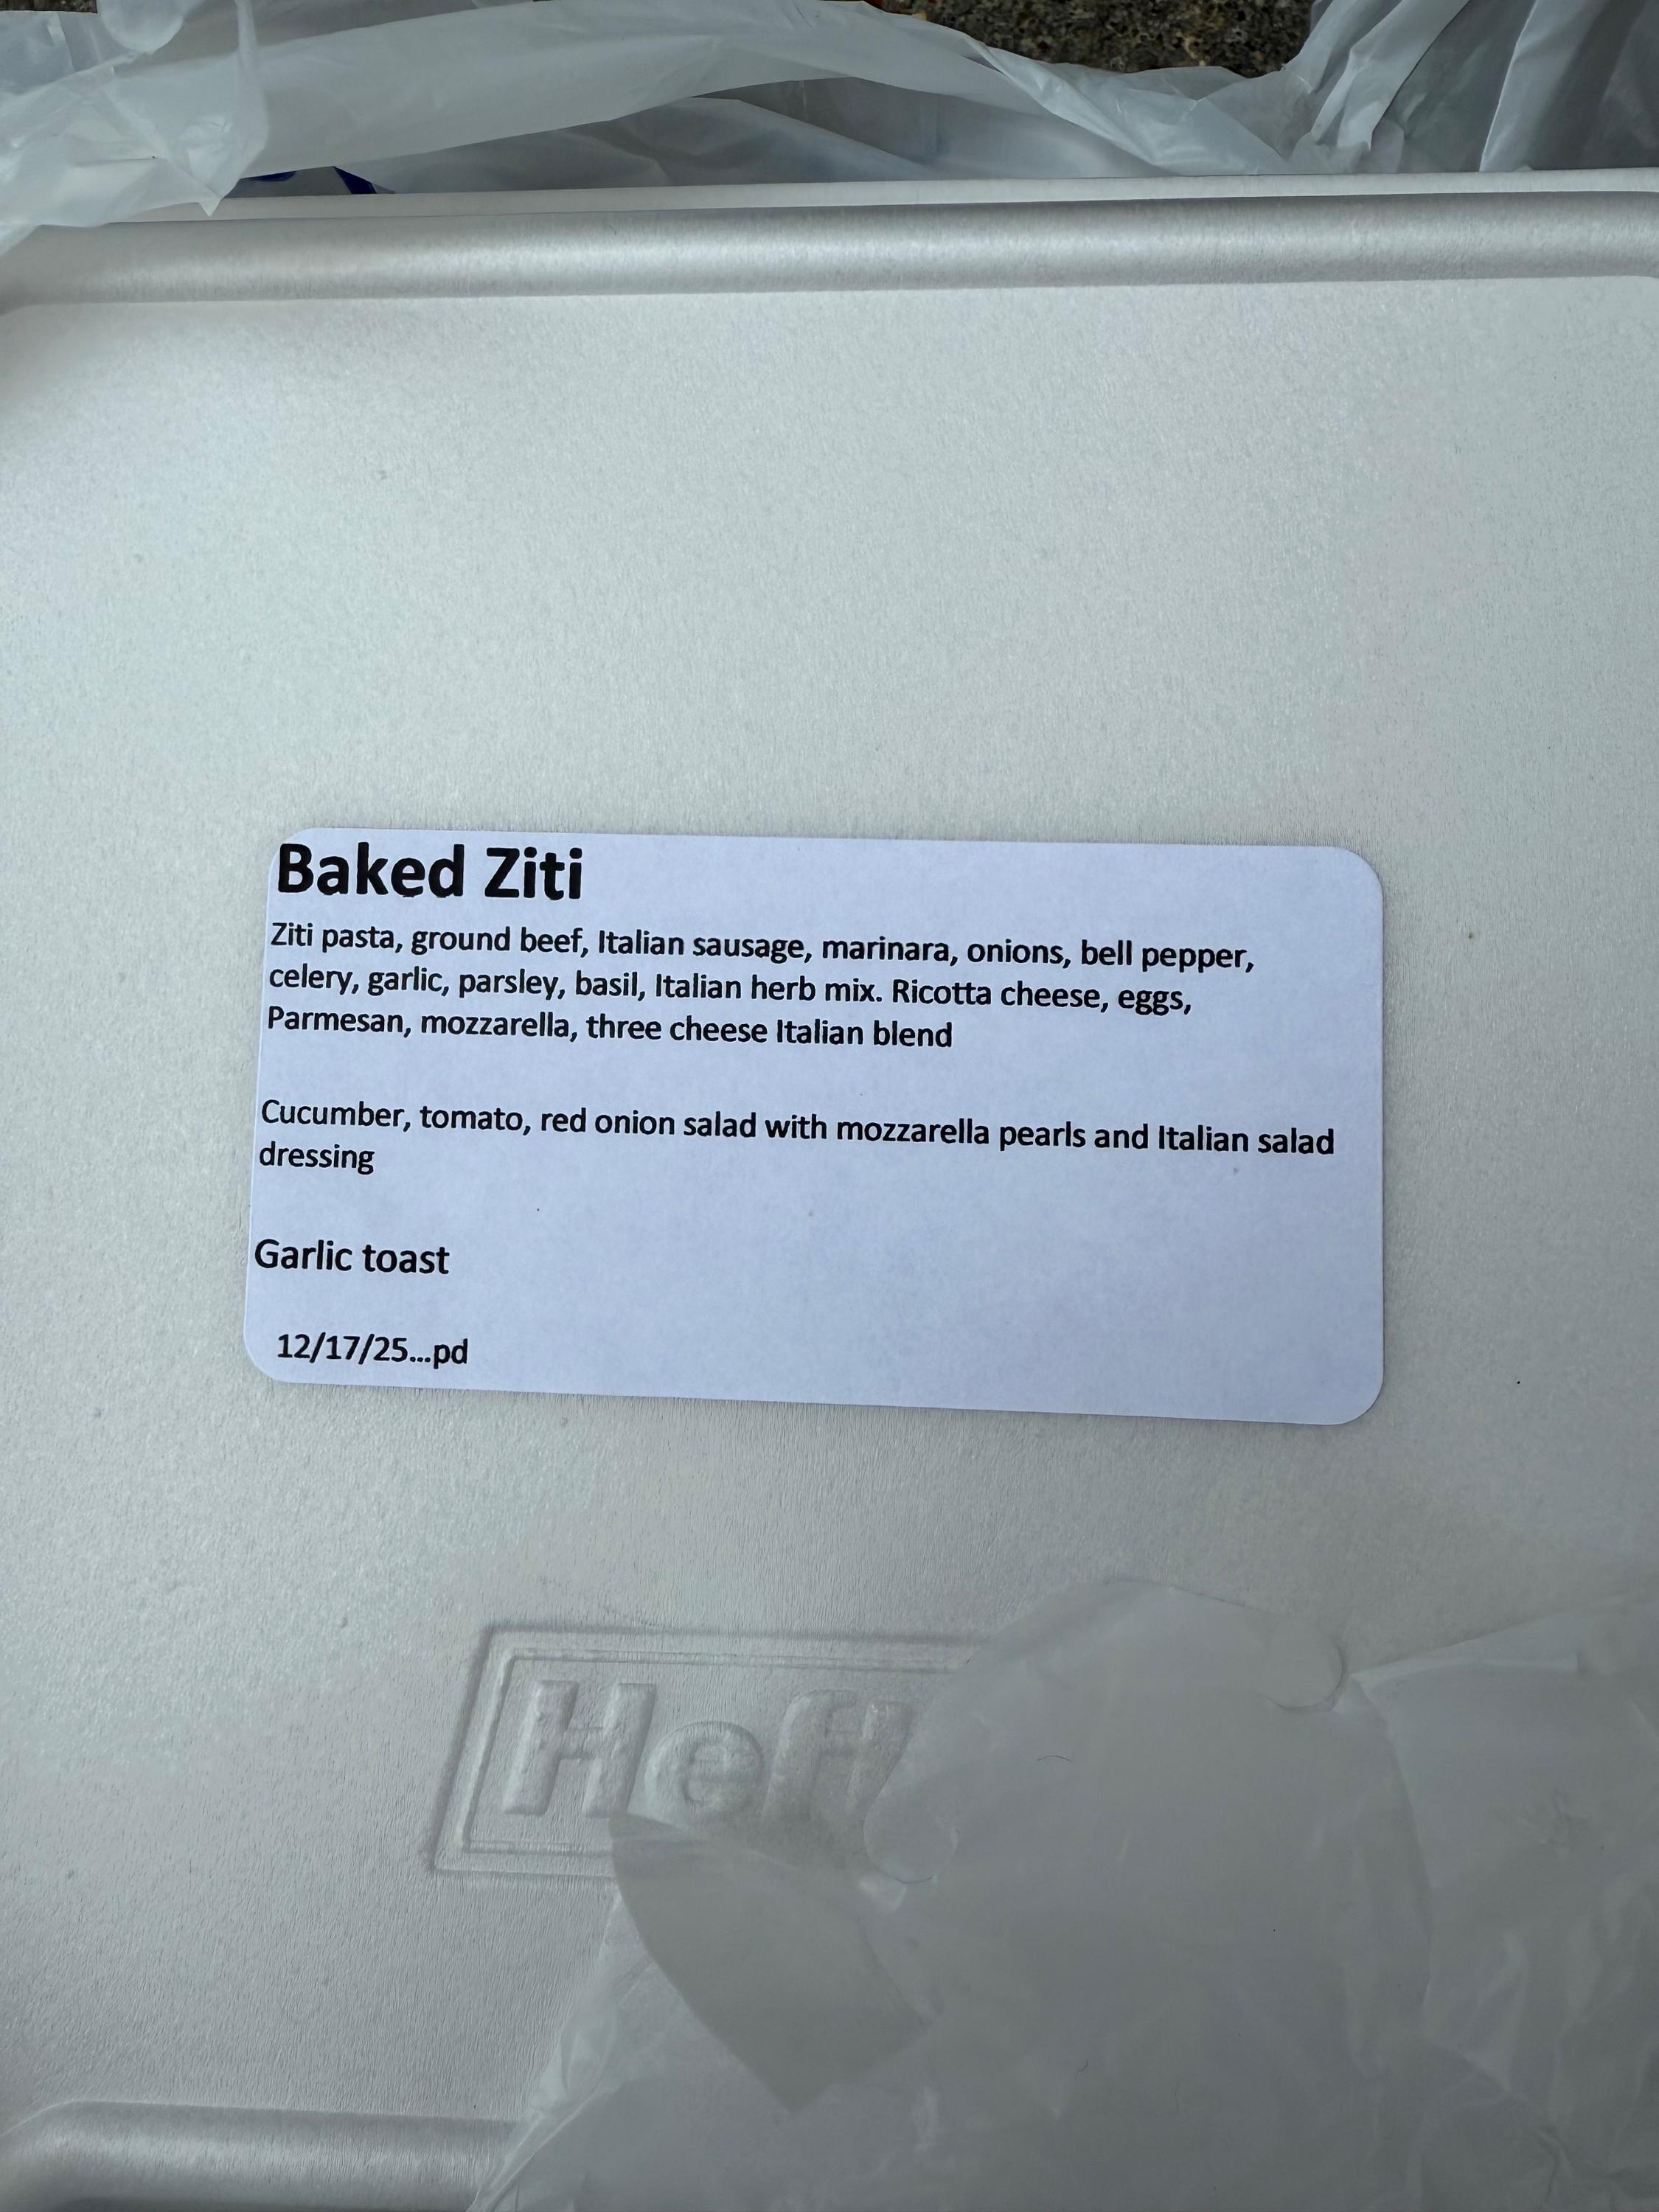 Baked Ziti
Ziti pasta, ground beef, Italian sausage, marinara, onions, bell pepper,
celery, garlic, parsley, basil, Italian herb mix. Ricotta cheese, eggs,
Parmesan, mozzarella, three cheese Italian blend
Cucumber, tomato, red onion salad with mozzarella pearls and Italian salad
dressing
Garlic toast
12/17/25...pd